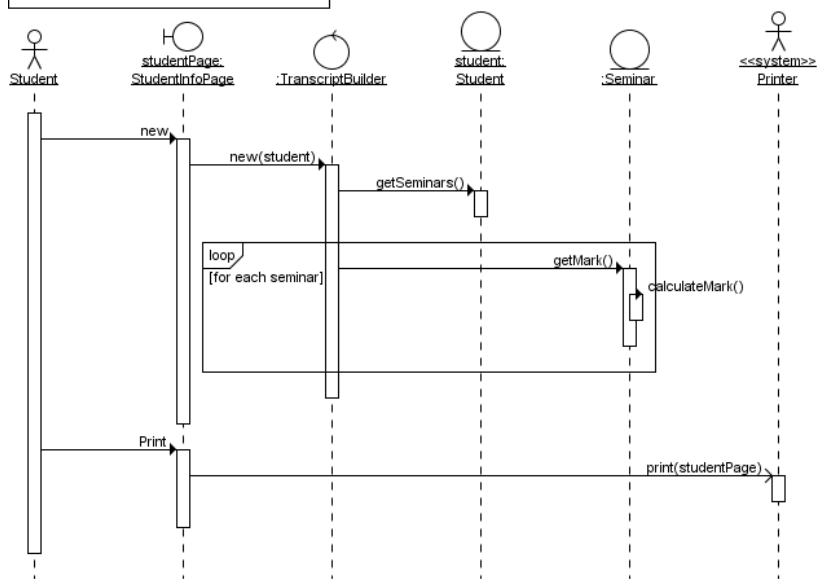 Student
studentPage:
StudentInfoPage
:TranscriptBuilder
student:
Student
:Seminar
<<system>>
Printer
new
new(student)
getSeminars()
loop
getMark()
[for each seminar]
calculateMark()
Print
print(studentPage)